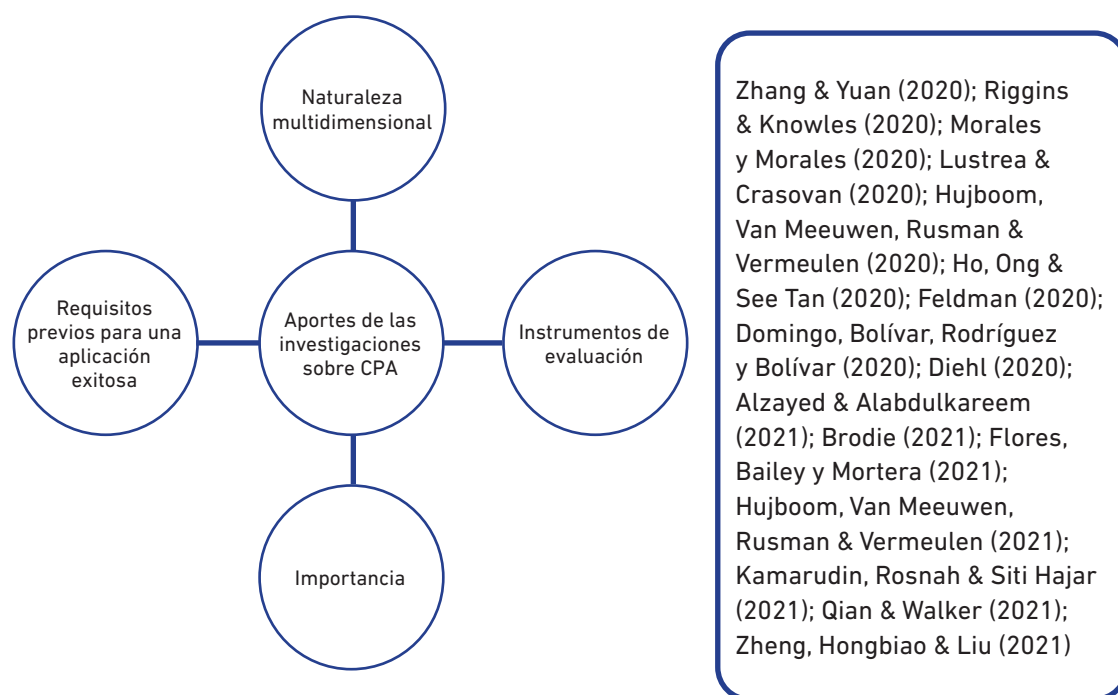 Naturaleza
multidimensional
Requisitos
previos para una
aplicación
exitosa
Aportes de las
investigaciones
sobre CPA
Instrumentos de
evaluación
Importancia
Zhang & Yuan (2020); Riggins
& Knowles (2020); Morales
y Morales (2020); Lustrea &
Crasovan (2020); Hujboom,
Van Meeuwen, Rusman &
Vermeulen (2020); Ho, Ong &
See Tan (2020); Feldman (2020);
Domingo, Bolívar, Rodríguez
y Bolívar (2020); Diehl (2020);
Alzayed & Alabdulkareem
(2021); Brodie (2021); Flores,
Bailey y Mortera (2021);
Hujboom, Van Meeuwen,
Rusman & Vermeulen (2021);
Kamarudin, Rosnah & Siti Hajar
(2021); Qian & Walker (2021);
Zheng, Hongbiao & Liu (2021)